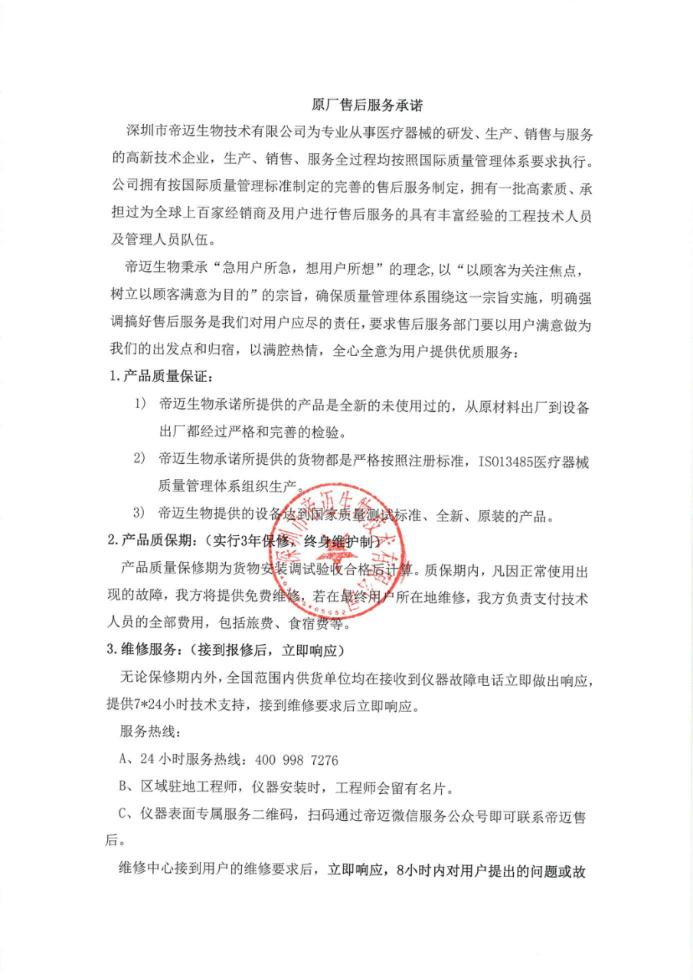 原厂售后服务承诺
深圳市帝迈生物技术有限公司为专业从事医疗器械的研发、生产、销售与服务
的高新技术企业，生产、销售、服务全过程均按照国际质量管理体系要求执行。
公司拥有按国际质量管理标准制定的完善的售后服务制定，拥有一批高素质、承
担过为全球上百家经销商及用户进行售后服务的具有丰富经验的工程技术人员
及管理人员队伍。
帝迈生物秉承“急用户所急，想用户所想”的理念,以“以顾客为关注焦点，
树立以顾客满意为目的”的宗旨，确保质量管理体系围绕这一宗旨实施，明确强
调搞好售后服务是我们对用户应尽的责任,要求售后服务部门要以用户满意做为
我们的出发点和归宿，以满腔热情，全心全意为用户提供优质服务：
1.产品质量保证：
1) 帝迈生物承诺所提供的产品是全新的未使用过的，从原材料出厂到设备
出厂都经过严格和完善的检验。
2) 帝迈生物承诺所提供的货物都是严格按照注册标准，ISO13485医疗器械
质量管理体系组织生产。
3) 帝迈生物提供的设备达到国家质量测试标准、全新、原装的产品。
2.产品质保期：（实行3年保修，终身维护制）
产品质量保修期为货物安装调试验收合格后计算。质保期内，凡因正常使用出
现的故障，我方将提供免费维修，若在最终用户所在地维修，我方负责支付技术
人员的全部费用，包括旅费、食宿费等。
3.维修服务：（接到报修后，立即响应）
无论保修期内外,全国范围内供货单位均在接收到仪器故障电话立即做出响应，
提供7*24小时技术支持，接到维修要求后立即响应。
服务热线：
A、24 小时服务热线：400 998 7276
B、区域驻地工程师，仪器安装时，工程师会留有名片。
C、仪器表面专属服务二维码，扫码通过帝迈微信服务公众号即可联系帝迈售
后。
维修中心接到用户的维修要求后，立即响应，8小时内对用户提出的问题或故
深圳市帝迈生物技术有限公司